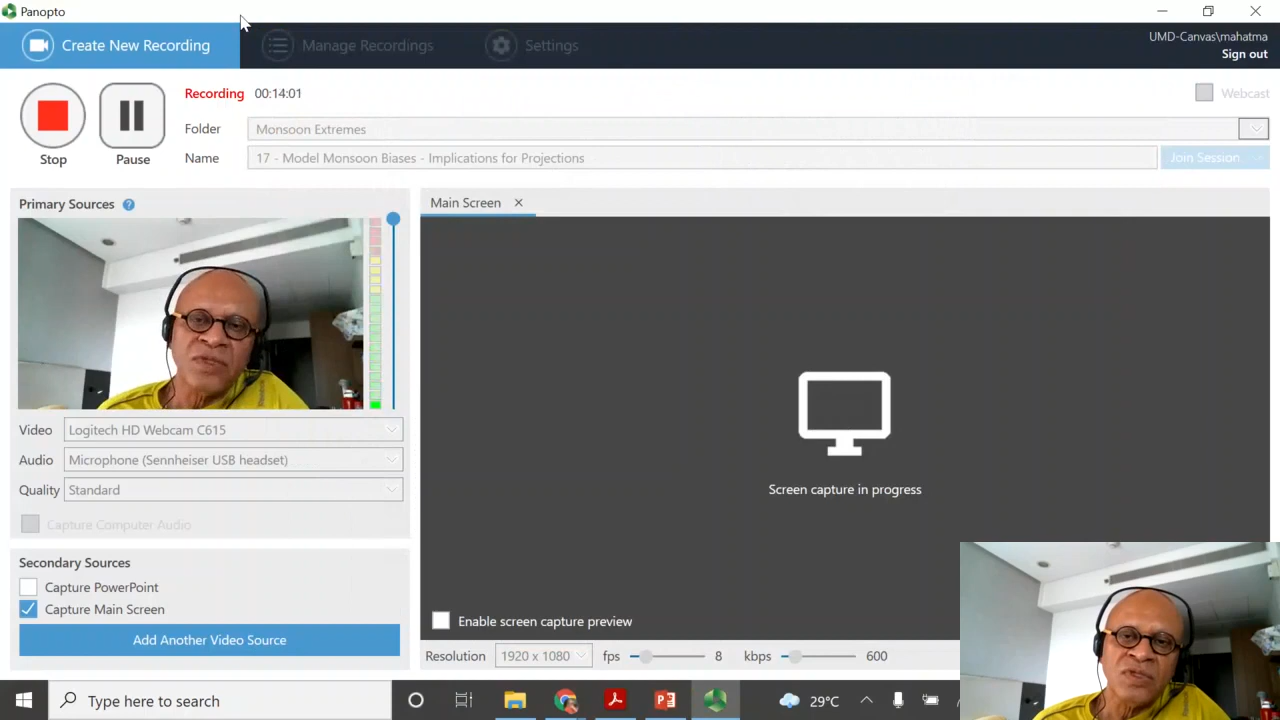 Panopto
Create New Recording
Manage Recordings
Settings
UMD-Canvas\mahatma
Sign out
Recording 00:14:01
Webcast
Folder Monsoon Extremes
Stop
Pause
Name 17 - Model Monsoon Biases - Implications for Projections
Join Session
Primary Sources ?
Main Screen
Video Logitech HD Webcam C615
Audio Microphone (Sennheiser USB headset)
Quality Standard
Capture Computer Audio
Screen capture in progress
Secondary Sources
Capture PowerPoint
Capture Main Screen
Add Another Video Source
Enable screen capture preview
Resolution 1920 x 1080 fps 8 kbps 600
Type here to search
29°C